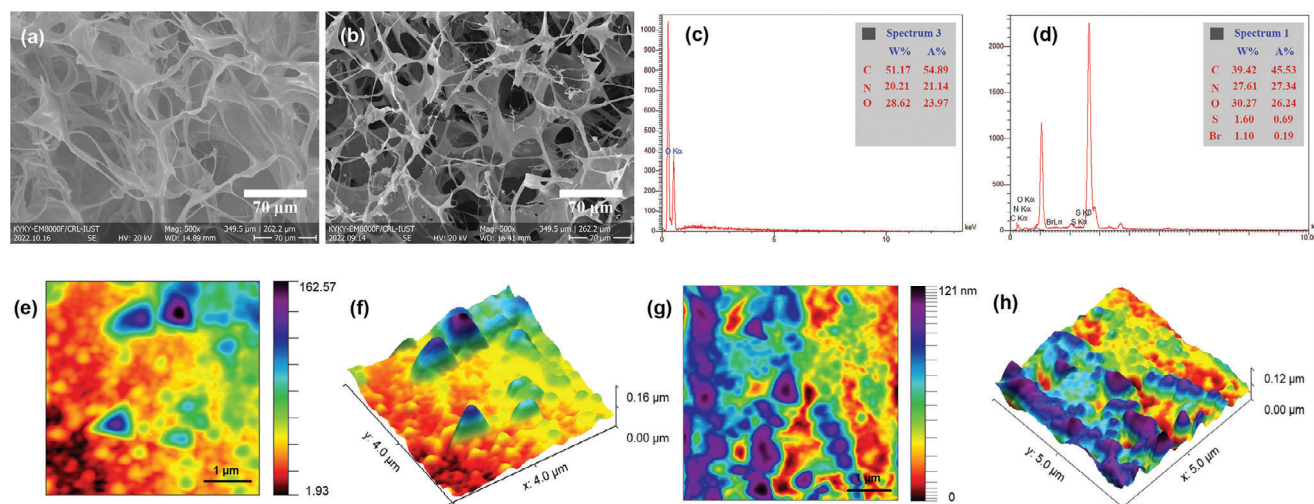 (a)
70 µm
KYKY-EM8000F/CRL-IUST Mag: 500x 349.5 µm | 262.2 µm
2022.10.16 SE HV: 20 kV WD: 14.89 mm 70 µm
(b)
70 µm
KYKY-EM8000F/CRL-IUST Mag: 500x 349.5 µm | 262.2 µm
2022.09.14 SE HV: 20 kV WD: 16.41 mm 70 µm
(c)
1000
900
800
700
600
500
400
300
200
100
0
O Kα
0 10
keV
Spectrum 3
W% A%
C 51.17 54.89
N 20.21 21.14
O 28.62 23.97
(d)
2000
1500
1000
500
0
O Kα
N Kα
C Kα
BrLα
S Kα
S Kβ
0 10.0
keV
Spectrum 1
W% A%
C 39.42 45.53
N 27.61 27.34
O 30.27 26.24
S 1.60 0.69
Br 1.10 0.19
(e)
1 µm
162.57
1.93
(f)
0.16 µm
0.00 µm
y: 4.0 µm
x: 4.0 µm
(g)
1 µm
121 nm
0
(h)
0.12 µm
0.00 µm
y: 5.0 µm
x: 5.0 µm